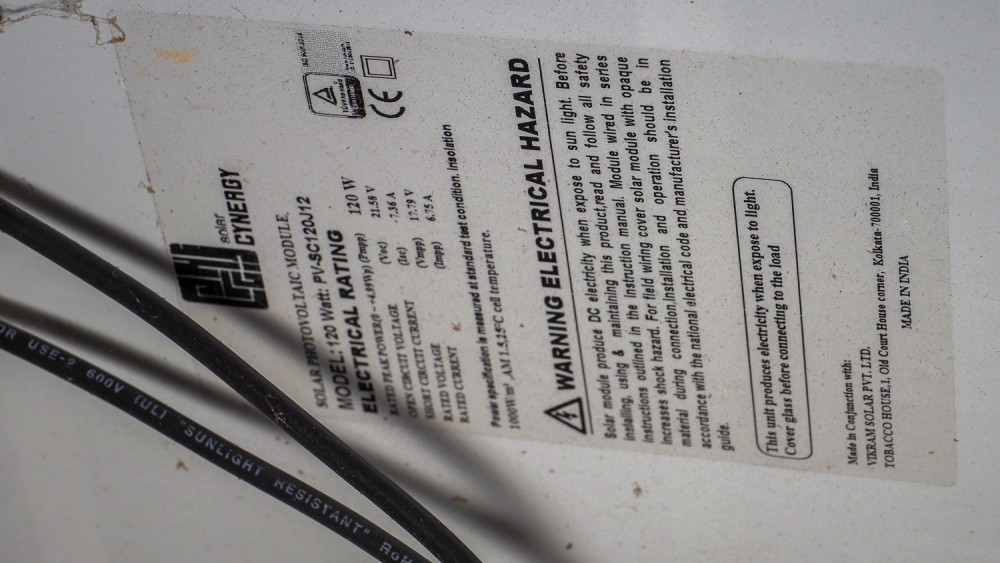 SOLAR
CYNERGY
SOLAR PHOTOVOLTAIC MODULE,
MODEL: 120 Watt: PV-SC120J12
ELECTRICAL RATING
RATED PEAK POWER(0 ~ +4.99Wp) (Pmpp) 120 W
OPEN CIRCUIT VOLTAGE (Voc) 21.58 V
SHORT CIRCUIT CURRENT (Isc) 7.36 A
RATED VOLTAGE (Vmpp) 17.79 V
RATED CURRENT (Impp) 6.75 A
Power specification is measured at standard test condition. Insolation
1000W/m² AM 1.5,25°C cell temperature.
CE
WARNING ELECTRICAL HAZARD
Solar module produce DC electricity when expose to sun light. Before
installing, using & maintaining this product,read and follow all safety
instructions outlined in the instruction manual. Module wired in series
increases shock hazard. For field wiring cover solar module with opaque
material during connection,installation and operation should be in
accordance with the national electrical code and manufacturer's installation
guide.
This unit produces electricity when expose to light.
Cover glass before connecting to the load
Made in Conjunction with:
VIKRAM SOLAR PVT. LTD.
TOBACCO HOUSE,1, Old Court House corner, Kolkata-700001, India
MADE IN INDIA
OR USE-2 600V (UL) "SUNLIGHT RESISTANT" RoH